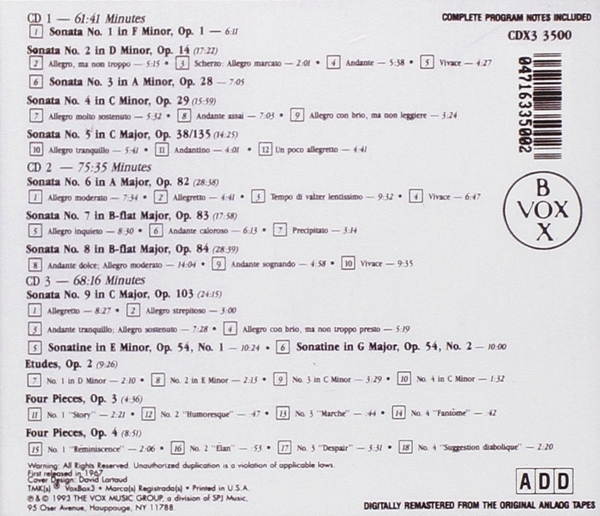 CD 1 — 61:41 Minutes
1 Sonata No. 1 in F Minor, Op. 1 — 6:11
Sonata No. 2 in D Minor, Op. 14 (17:22)
2 Allegro, ma non troppo — 5:15 • 3 Scherzo: Allegro marcato — 2:01 • 4 Andante — 5:38 • 5 Vivace — 4:27
6 Sonata No. 3 in A Minor, Op. 28 — 7:05
Sonata No. 4 in C Minor, Op. 29 (15:59)
7 Allegro molto sostenuto — 5:32 • 8 Andante assai — 7:03 • 9 Allegro con brio, ma non leggiere — 3:24
Sonata No. 5 in C Major, Op. 38/135 (14:25)
10 Allegro tranquillo — 5:41 • 11 Andantino — 4:01 • 12 Un poco allegretto — 4:41
CD 2 — 75:35 Minutes
Sonata No. 6 in A Major, Op. 82 (28:38)
1 Allegro moderato — 7:34 • 2 Allegretto — 4:41 • 3 Tempo di valzer lentissimo — 9:32 • 4 Vivace — 6:47
Sonata No. 7 in B-flat Major, Op. 83 (17:58)
5 Allegro inquieto — 8:30 • 6 Andante caloroso — 6:13 • 7 Precipitato — 3:14
Sonata No. 8 in B-flat Major, Op. 84 (28:39)
8 Andante dolce; Allegro moderato — 14:04 • 9 Andante sognando — 4:58 • 10 Vivace — 9:35
CD 3 — 68:16 Minutes
Sonata No. 9 in C Major, Op. 103 (24:15)
1 Allegretto — 8:27 • 2 Allegro strepitoso — 3:00
3 Andante tranquillo; Allegro sostenuto — 7:28 • 4 Allegro con brio, ma non troppo presto — 5:19
5 Sonatine in E Minor, Op. 54, No. 1 — 10:24 • 6 Sonatine in G Major, Op. 54, No. 2 — 10:00
Etudes, Op. 2 (9:26)
7 No. 1 in D Minor — 2:10 • 8 No. 2 in E Minor — 2:15 • 9 No. 3 in C Minor — 3:29 • 10 No. 4 in C Minor — 1:32
Four Pieces, Op. 3 (4:36)
11 No. 1 "Story" — 2:21 • 12 No. 2 "Humoresque" — :47 • 13 No. 3 "Marche" — :44 • 14 No. 4 "Fantôme" — :42
Four Pieces, Op. 4 (8:51)
15 No. 1 "Reminiscence" — 2:06 • 16 No. 2 "Elan" — :53 • 17 No. 3 "Despair" — 3:31 • 18 No. 4 "Suggestion diabolique" — 2:20
Warning: All Rights Reserved. Unauthorized duplication is a violation of applicable laws.
First released in 1967
Cover Design: David Lartaud
TMK(s) ® VoxBox3 • Marca(s) Registrada(s) • Printed in U.S.A.
℗ & © 1993 THE VOX MUSIC GROUP, a division of SPJ Music,
95 Oser Avenue, Hauppauge, NY 11788.
COMPLETE PROGRAM NOTES INCLUDED
CDX3 3500
04716335002
B
VOX
X
A D D
DIGITALLY REMASTERED FROM THE ORIGINAL ANLAOG TAPES